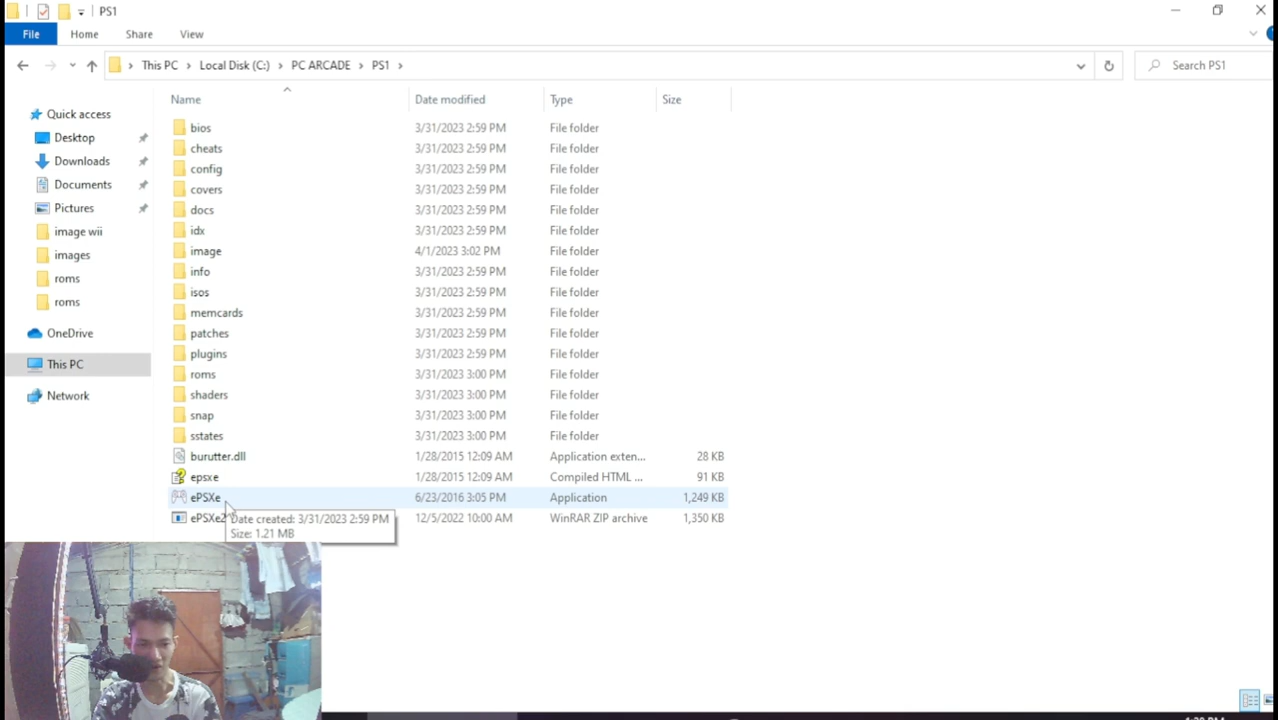 PS1
File Home Share View
This PC Local Disk (C:) PC ARCADE PS1 Search PS1
Name Date modified Type Size
Quick access
Desktop
Downloads
Documents
Pictures
image wii
images
roms
roms
OneDrive
This PC
Network
bios 3/31/2023 2:59 PM File folder
cheats 3/31/2023 2:59 PM File folder
config 3/31/2023 2:59 PM File folder
covers 3/31/2023 2:59 PM File folder
docs 3/31/2023 2:59 PM File folder
idx 3/31/2023 2:59 PM File folder
image 4/1/2023 3:02 PM File folder
info 3/31/2023 2:59 PM File folder
isos 3/31/2023 2:59 PM File folder
memcards 3/31/2023 2:59 PM File folder
patches 3/31/2023 2:59 PM File folder
plugins 3/31/2023 2:59 PM File folder
roms 3/31/2023 3:00 PM File folder
shaders 3/31/2023 3:00 PM File folder
snap 3/31/2023 3:00 PM File folder
sstates 3/31/2023 3:00 PM File folder
burutter.dll 1/28/2015 12:09 AM Application exten... 28 KB
epsxe 1/28/2015 12:09 AM Compiled HTML ... 91 KB
ePSXe 6/23/2016 3:05 PM Application 1,249 KB
ePSXe2 12/5/2022 10:00 AM WinRAR ZIP archive 1,350 KB
Date created: 3/31/2023 2:59 PM
Size: 1.21 MB